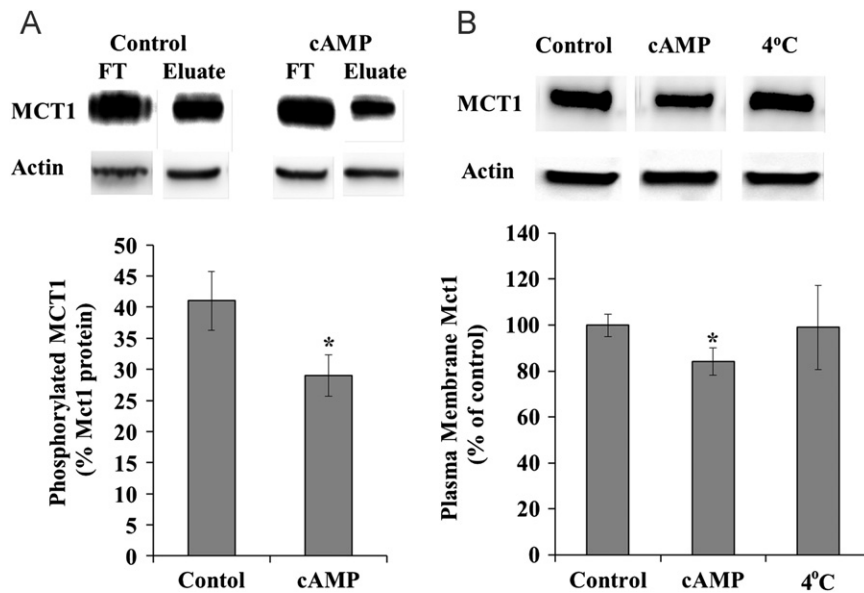 A
Control
cAMP
FT Eluate FT Eluate
MCT1
Actin
Phosphorylated MCT1
(% Mct1 protein)
50
45
40
35
30
25
20
15
10
5
0
*
Contol cAMP
B
Control cAMP 4°C
MCT1
Actin
Plasma Membrane Mct1
(% of control)
140
120
100
80
60
40
20
0
*
Control cAMP 4°C